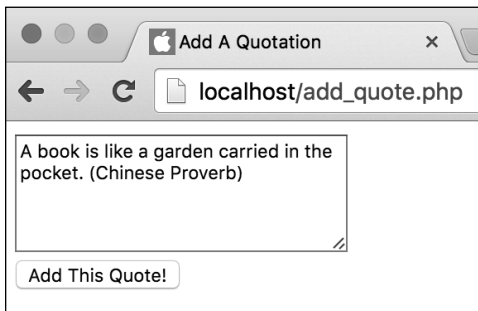 Add A Quotation
localhost/add_quote.php
A book is like a garden carried in the
pocket. (Chinese Proverb)
Add This Quote!